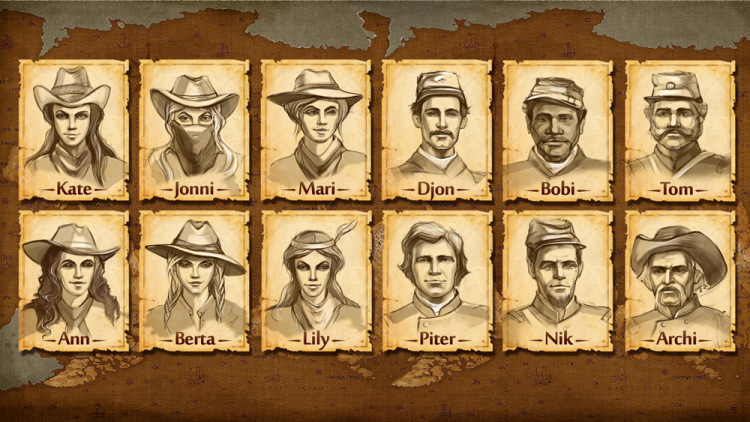 Kate
Jonni
Mari
Djon
Bobi
Tom
Ann
Berta
Lily
Piter
Nik
Archi